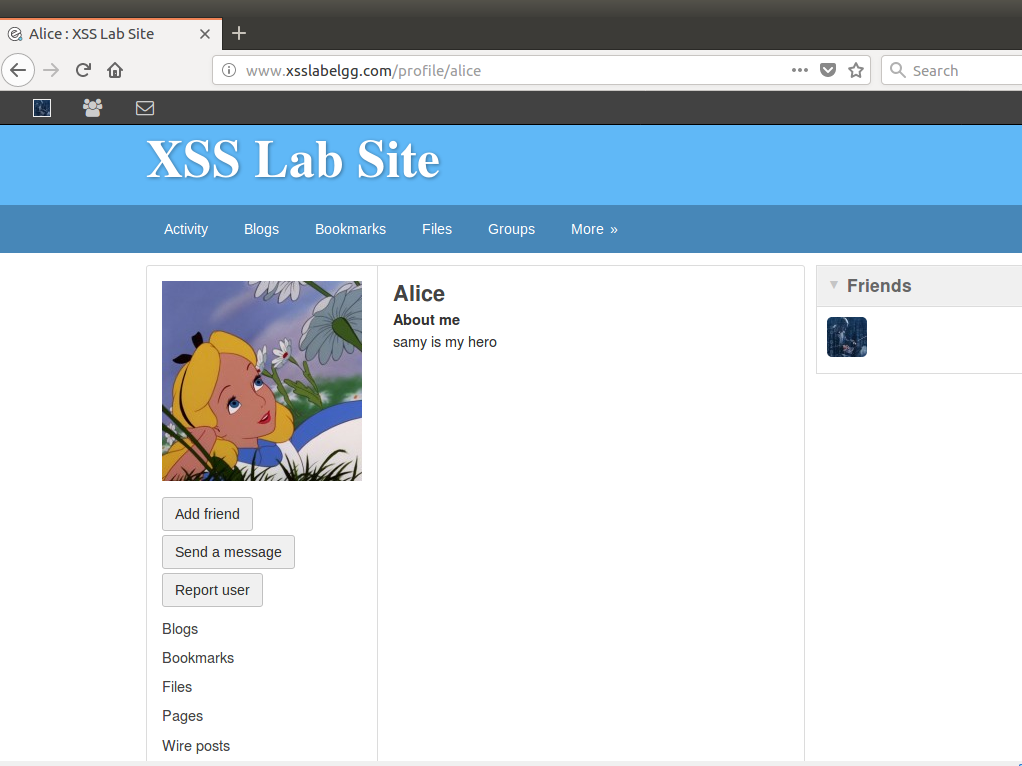 Alice : XSS Lab Site
www.xsslabelgg.com/profile/alice
Search
XSS Lab Site
Activity Blogs Bookmarks Files Groups More »
Alice
About me
samy is my hero
Friends
Add friend
Send a message
Report user
Blogs
Bookmarks
Files
Pages
Wire posts